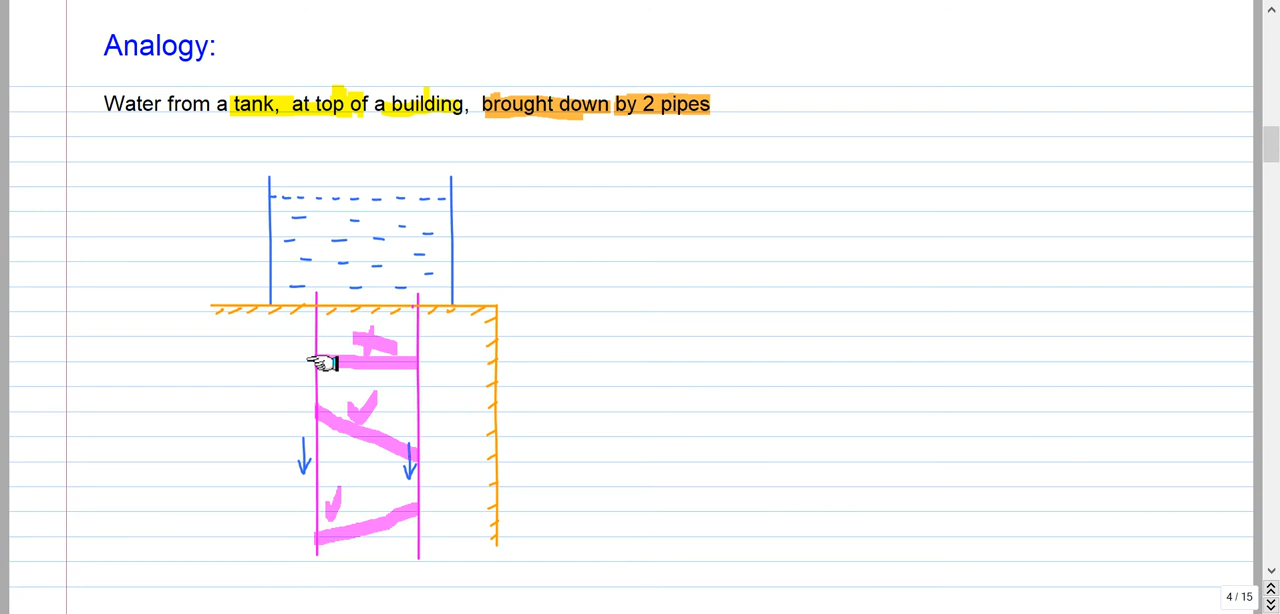 Analogy:
Water from a tank, at top of a building, brought down by 2 pipes
4 / 15